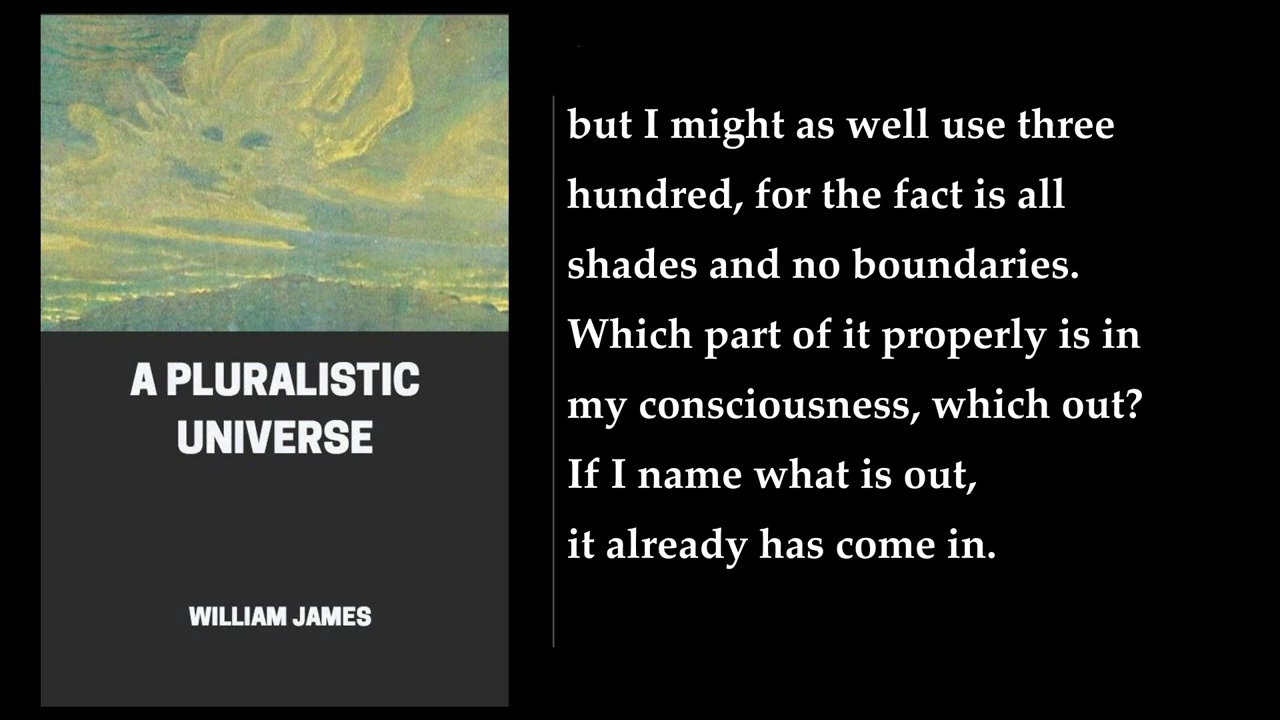 A PLURALISTIC
UNIVERSE
WILLIAM JAMES
but I might as well use three
hundred, for the fact is all
shades and no boundaries.
Which part of it properly is in
my consciousness, which out?
If I name what is out,
it already has come in.